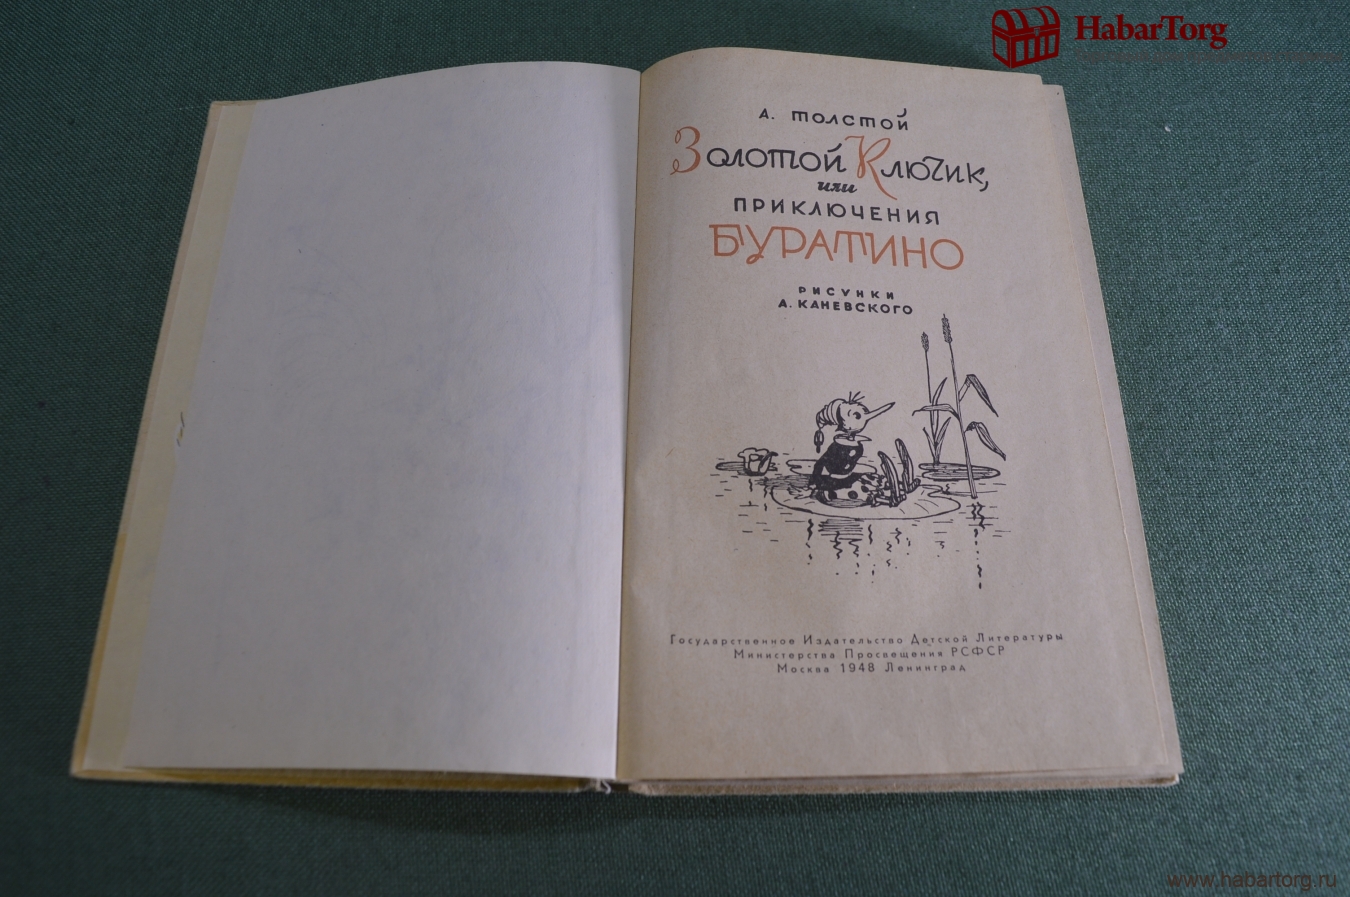 HabarTorg
А. ТОЛСТОЙ
ЗОЛОТОЙ КЛЮЧИК,
или
ПРИКЛЮЧЕНИЯ
БУРАТИНО
РИСУНКИ
А. КАНЕВСКОГО
Государственное Издательство Детской Литературы
Министерства Просвещения РСФСР
Москва 1948 Ленинград
www.habartorg.ru